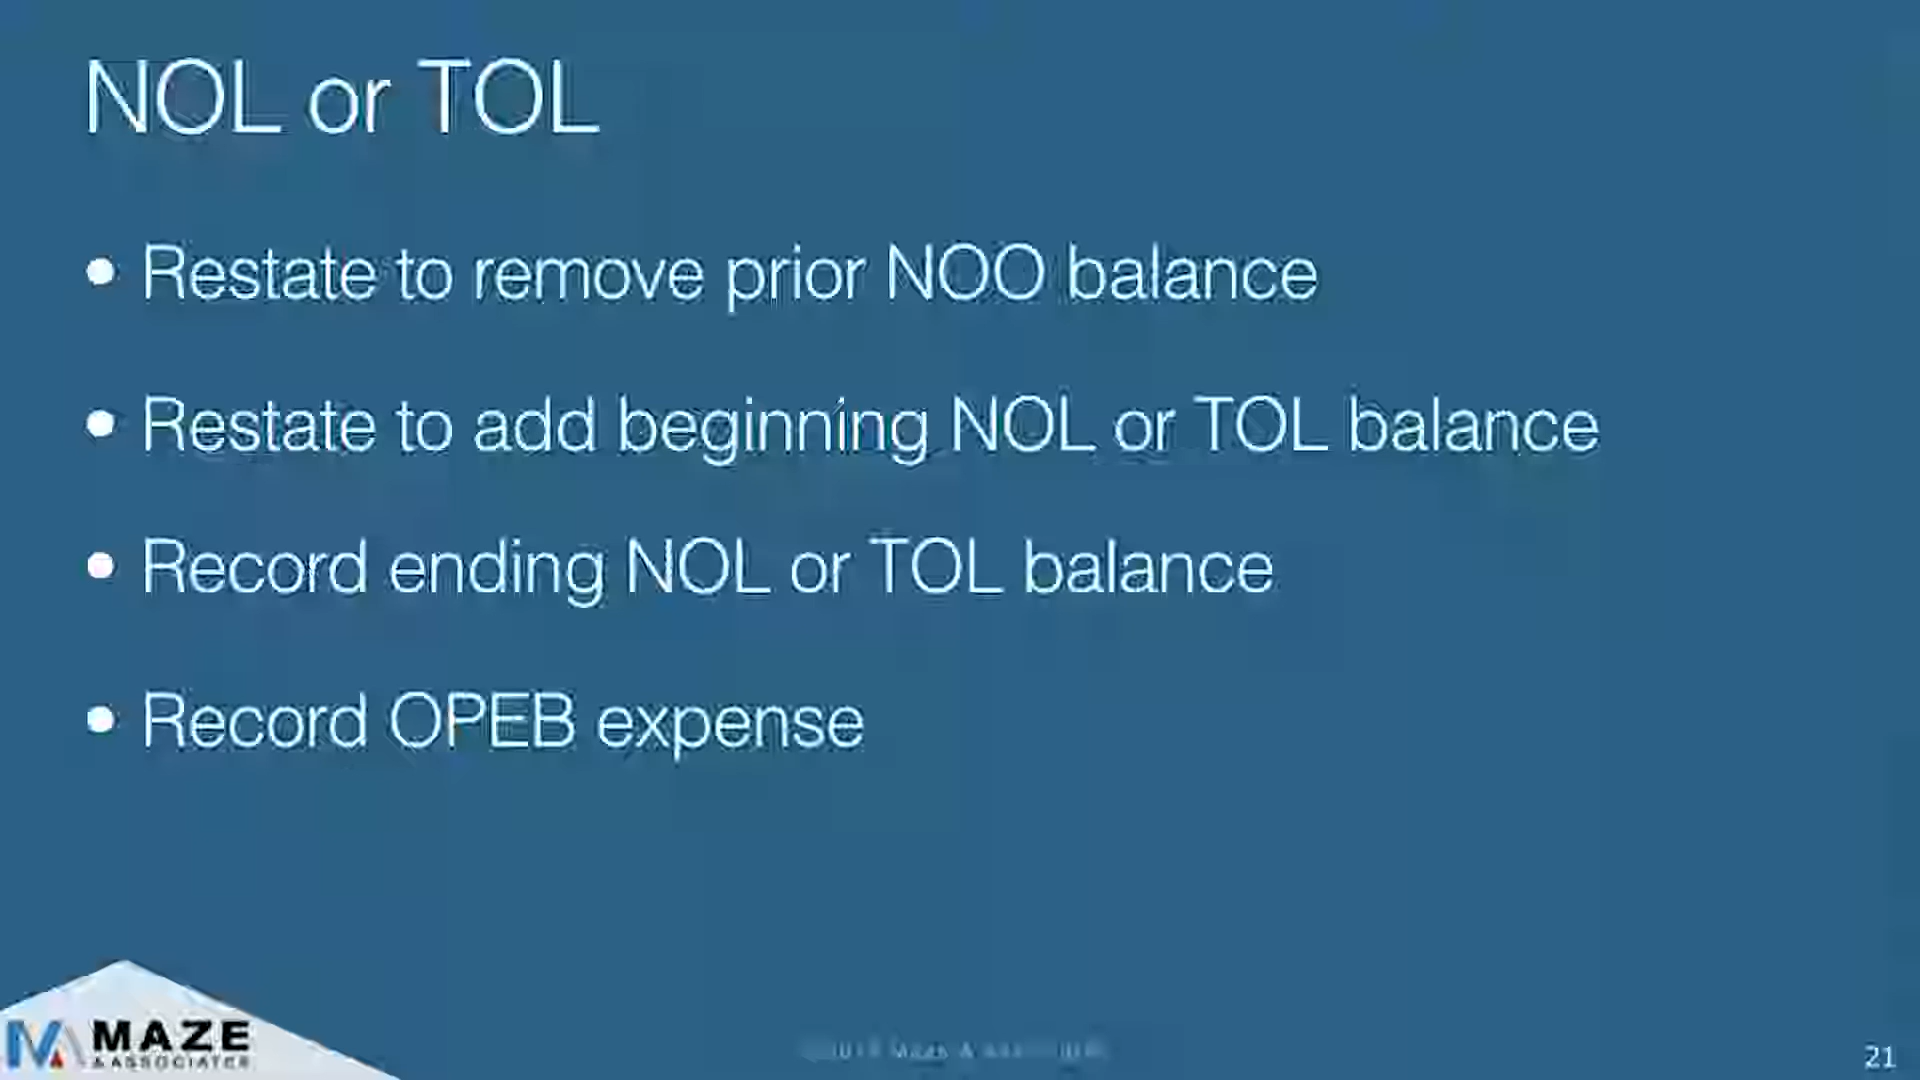 NOL or TOL
• Restate to remove prior NOO balance
• Restate to add beginning NOL or TOL balance
• Record ending NOL or TOL balance
• Record OPEB expense
MAZE
& ASSOCIATES
21